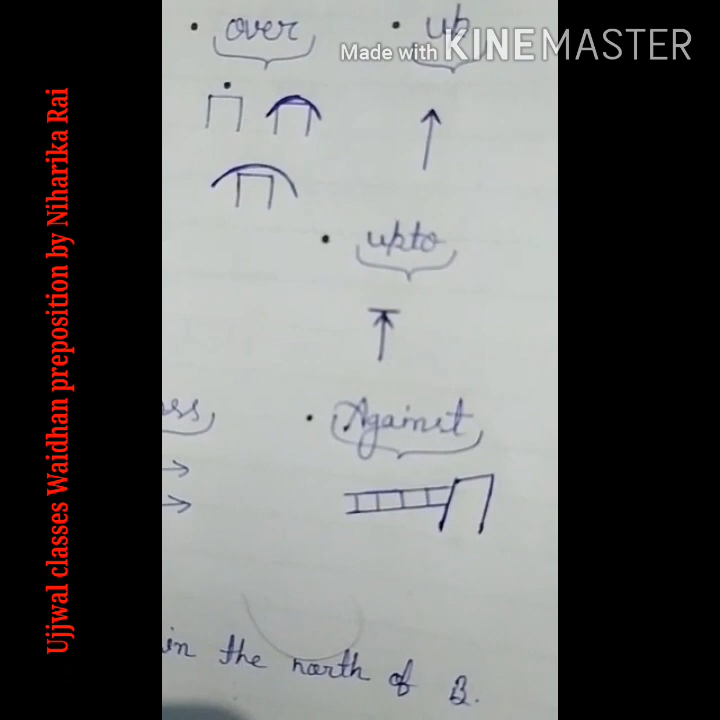 Ujjwal classes Waidhan preposition by Niharika Rai
Made with KINEMASTER
• over
• up
• upto
• Against
in the north of B.